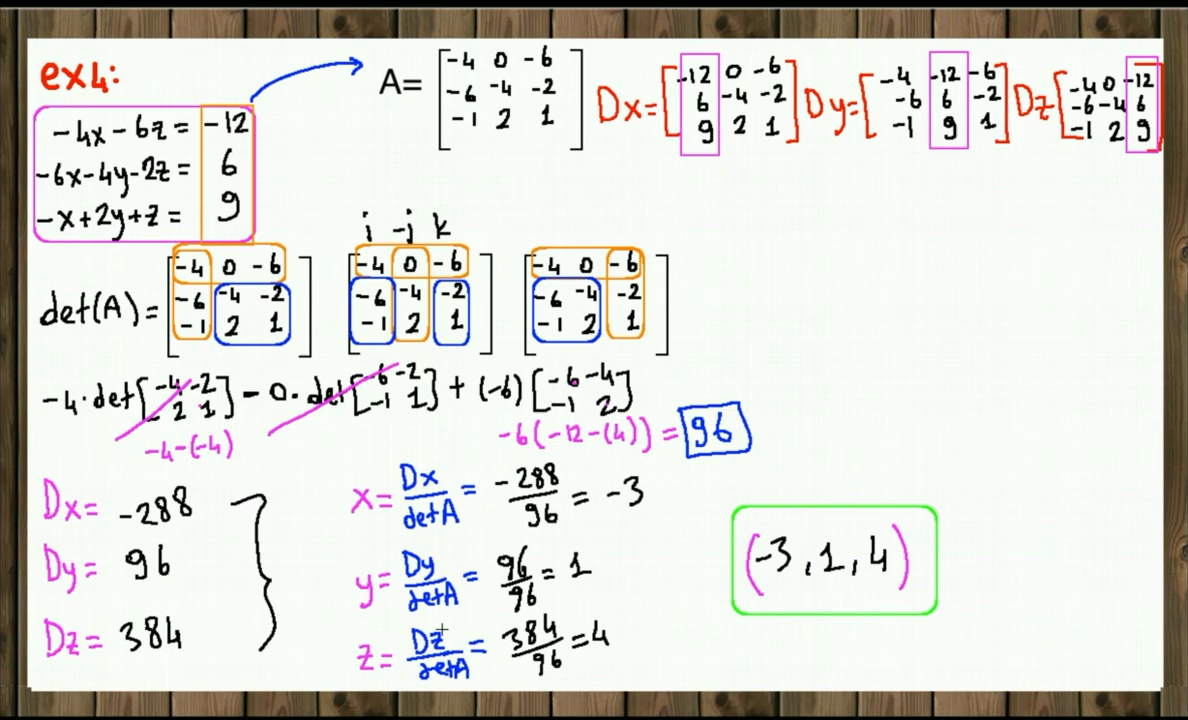 ex4:
-4x-6z = -12
-6x-4y-2z = 6
-x+2y+z = 9
A= [-4 0 -6
-6 -4 -2
-1 2 1]
Dx= [-12 0 -6
6 -4 -2
9 2 1]
Dy= [-4 -12 -6
-6 6 -2
-1 9 1]
Dz [-4 0 -12
-6 -4 6
-1 2 9]
i -j k
det(A) = [-4 0 -6
-6 -4 -2
-1 2 1]
[-4 0 -6
-6 -4 -2
-1 2 1]
[-4 0 -6
-6 -4 -2
-1 2 1]
-4·det[-4 -2
2 1] - 0·det[-6 -2
-1 1] + (-6) [-6 -4
-1 2]
-4-(-4)
-6(-12-(4)) = 96
Dx= -288
Dy= 96
Dz= 384
x= Dx/detA = -288/96 = -3
y= Dy/detA = 96/96 = 1
z= Dz/detA = 384/96 = 4
(-3, 1, 4)